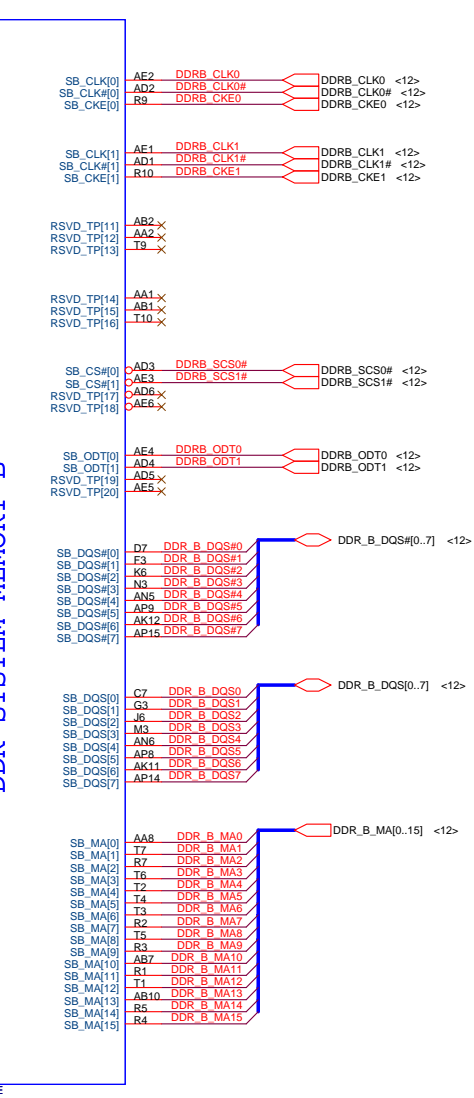 SB_CLK[0] AE2 DDRB_CLK0 DDRB_CLK0 <12>
SB_CLK#[0] AD2 DDRB_CLK0# DDRB_CLK0# <12>
SB_CKE[0] R9 DDRB_CKE0 DDRB_CKE0 <12>
SB_CLK[1] AE1 DDRB_CLK1 DDRB_CLK1 <12>
SB_CLK#[1] AD1 DDRB_CLK1# DDRB_CLK1# <12>
SB_CKE[1] R10 DDRB_CKE1 DDRB_CKE1 <12>
RSVD_TP[11] AB2
RSVD_TP[12] AA2
RSVD_TP[13] T9
RSVD_TP[14] AA1
RSVD_TP[15] AB1
RSVD_TP[16] T10
SB_CS#[0] AD3 DDRB_SCS0# DDRB_SCS0# <12>
SB_CS#[1] AE3 DDRB_SCS1# DDRB_SCS1# <12>
RSVD_TP[17] AD6
RSVD_TP[18] AE6
SB_ODT[0] AE4 DDRB_ODT0 DDRB_ODT0 <12>
SB_ODT[1] AD4 DDRB_ODT1 DDRB_ODT1 <12>
RSVD_TP[19] AD5
RSVD_TP[20] AE5
DDR SYSTEM MEMORY B
DDR_B_DQS#[0..7] <12>
SB_DQS#[0] D7 DDR_B_DQS#0
SB_DQS#[1] F3 DDR_B_DQS#1
SB_DQS#[2] K6 DDR_B_DQS#2
SB_DQS#[3] N3 DDR_B_DQS#3
SB_DQS#[4] AN5 DDR_B_DQS#4
SB_DQS#[5] AP9 DDR_B_DQS#5
SB_DQS#[6] AK12 DDR_B_DQS#6
SB_DQS#[7] AP15 DDR_B_DQS#7
DDR_B_DQS[0..7] <12>
SB_DQS[0] C7 DDR_B_DQS0
SB_DQS[1] G3 DDR_B_DQS1
SB_DQS[2] J6 DDR_B_DQS2
SB_DQS[3] M3 DDR_B_DQS3
SB_DQS[4] AN6 DDR_B_DQS4
SB_DQS[5] AP8 DDR_B_DQS5
SB_DQS[6] AK11 DDR_B_DQS6
SB_DQS[7] AP14 DDR_B_DQS7
DDR_B_MA[0..15] <12>
SB_MA[0] AA8 DDR_B_MA0
SB_MA[1] T7 DDR_B_MA1
SB_MA[2] R7 DDR_B_MA2
SB_MA[3] T6 DDR_B_MA3
SB_MA[4] T2 DDR_B_MA4
SB_MA[5] T4 DDR_B_MA5
SB_MA[6] T3 DDR_B_MA6
SB_MA[7] R2 DDR_B_MA7
SB_MA[8] T5 DDR_B_MA8
SB_MA[9] R3 DDR_B_MA9
SB_MA[10] AB7 DDR_B_MA10
SB_MA[11] R1 DDR_B_MA11
SB_MA[12] T1 DDR_B_MA12
SB_MA[13] AB10 DDR_B_MA13
SB_MA[14] R5 DDR_B_MA14
SB_MA[15] R4 DDR_B_MA15